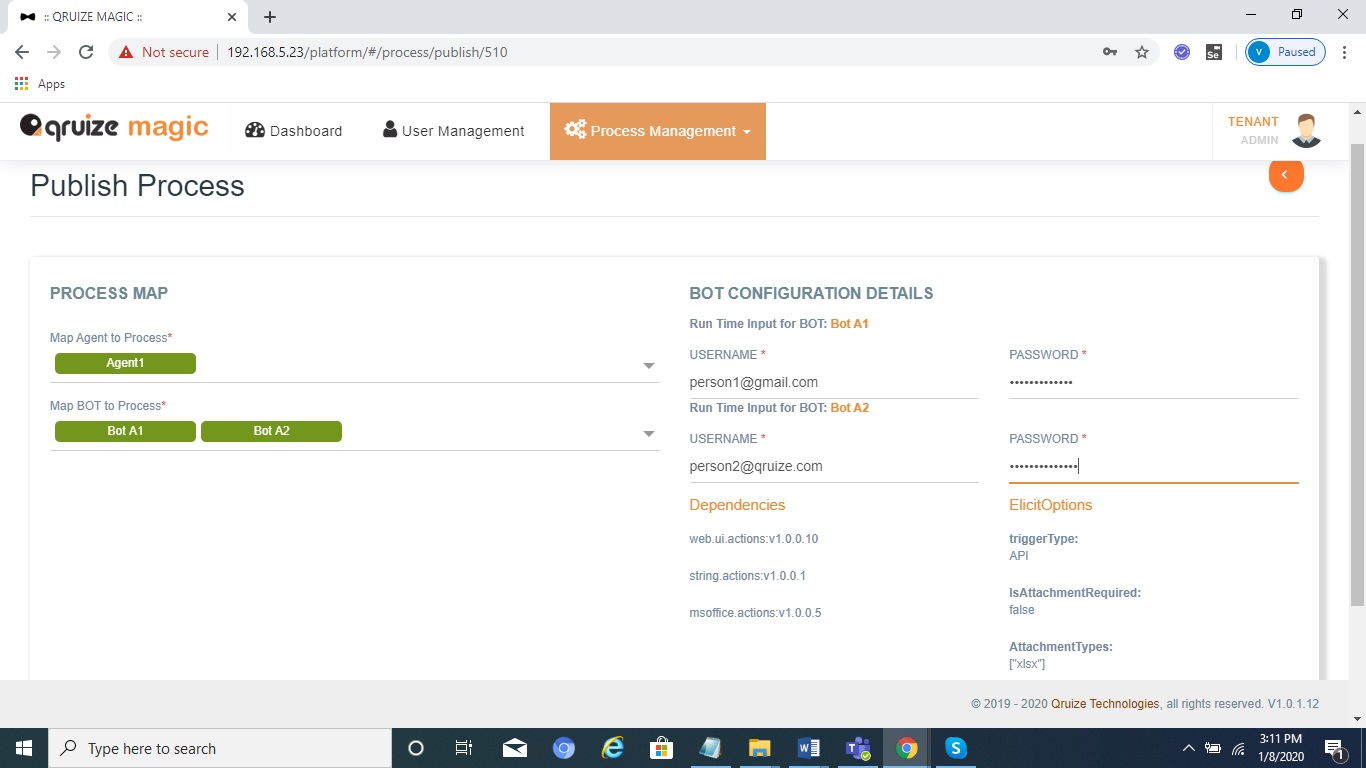 :: QRUIZE MAGIC ::
Not secure 192.168.5.23/platform/#/process/publish/510
Se
V Paused
Apps
qruize magic
Dashboard
User Management
Process Management
TENANT
ADMIN
Publish Process
PROCESS MAP
Map Agent to Process*
Agent1
Map BOT to Process*
Bot A1 Bot A2
BOT CONFIGURATION DETAILS
Run Time Input for BOT: Bot A1
USERNAME * PASSWORD *
person1@gmail.com •••••••••••••
Run Time Input for BOT: Bot A2
USERNAME * PASSWORD *
person2@qruize.com ••••••••••••••
Dependencies
web.ui.actions:v1.0.0.10
string.actions:v1.0.0.1
msoffice.actions:v1.0.0.5
ElicitOptions
triggerType:
API
IsAttachmentRequired:
false
AttachmentTypes:
["xlsx"]
© 2019 - 2020 Qruize Technologies, all rights reserved. V1.0.1.12
Type here to search
3:11 PM
1/8/2020
1